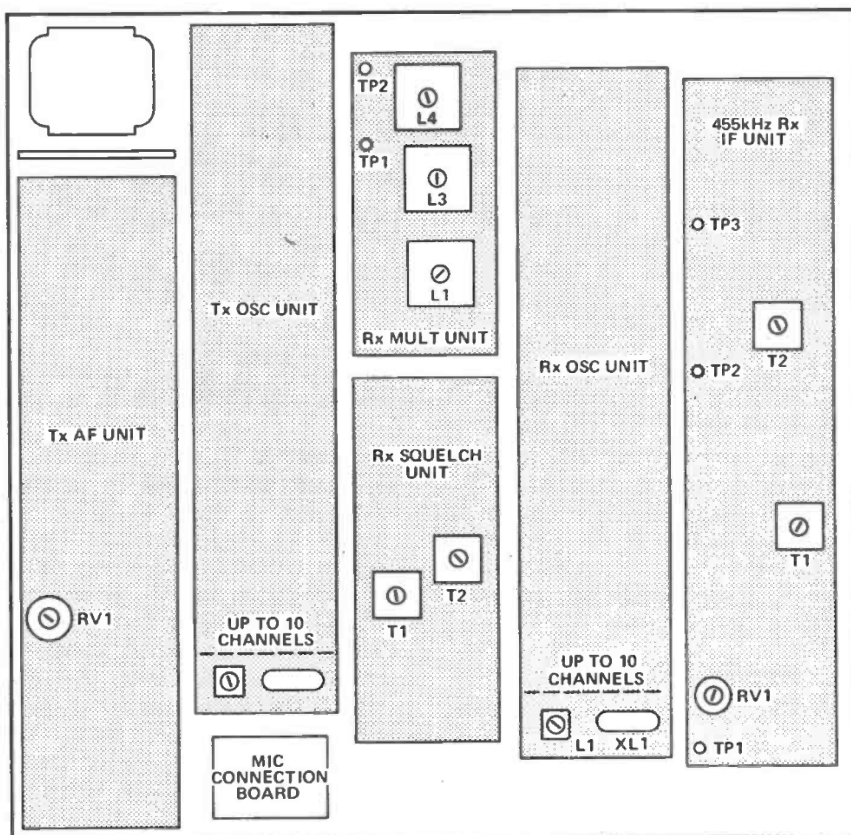 Tx AF UNIT
RV1
Tx OSC UNIT
UP TO 10
CHANNELS
MIC
CONNECTION
BOARD
TP2
L4
TP1
L3
L1
Rx MULT UNIT
Rx SQUELCH
UNIT
T2
T1
Rx OSC UNIT
UP TO 10
CHANNELS
L1 XL1
455kHz Rx
IF UNIT
TP3
T2
TP2
T1
RV1
TP1